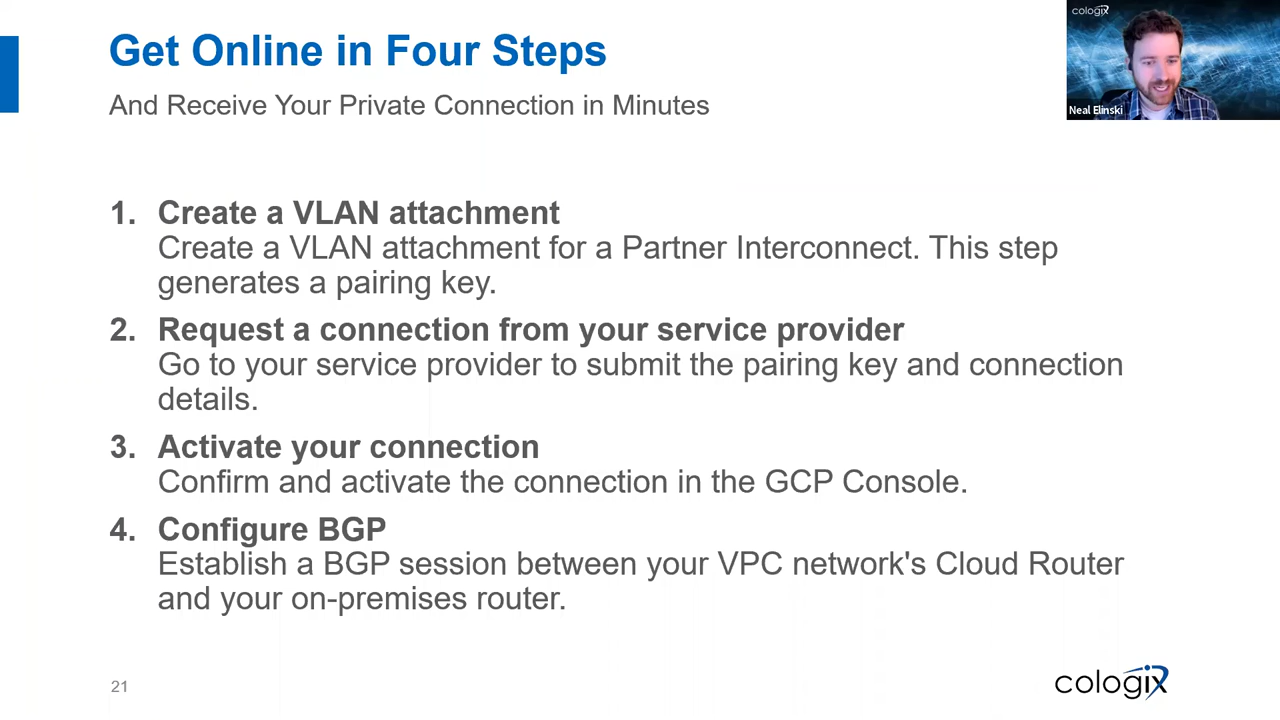 Get Online in Four Steps
And Receive Your Private Connection in Minutes
cologix
Neal Elinski
1. Create a VLAN attachment
Create a VLAN attachment for a Partner Interconnect. This step
generates a pairing key.
2. Request a connection from your service provider
Go to your service provider to submit the pairing key and connection
details.
3. Activate your connection
Confirm and activate the connection in the GCP Console.
4. Configure BGP
Establish a BGP session between your VPC network's Cloud Router
and your on-premises router.
21
cologix